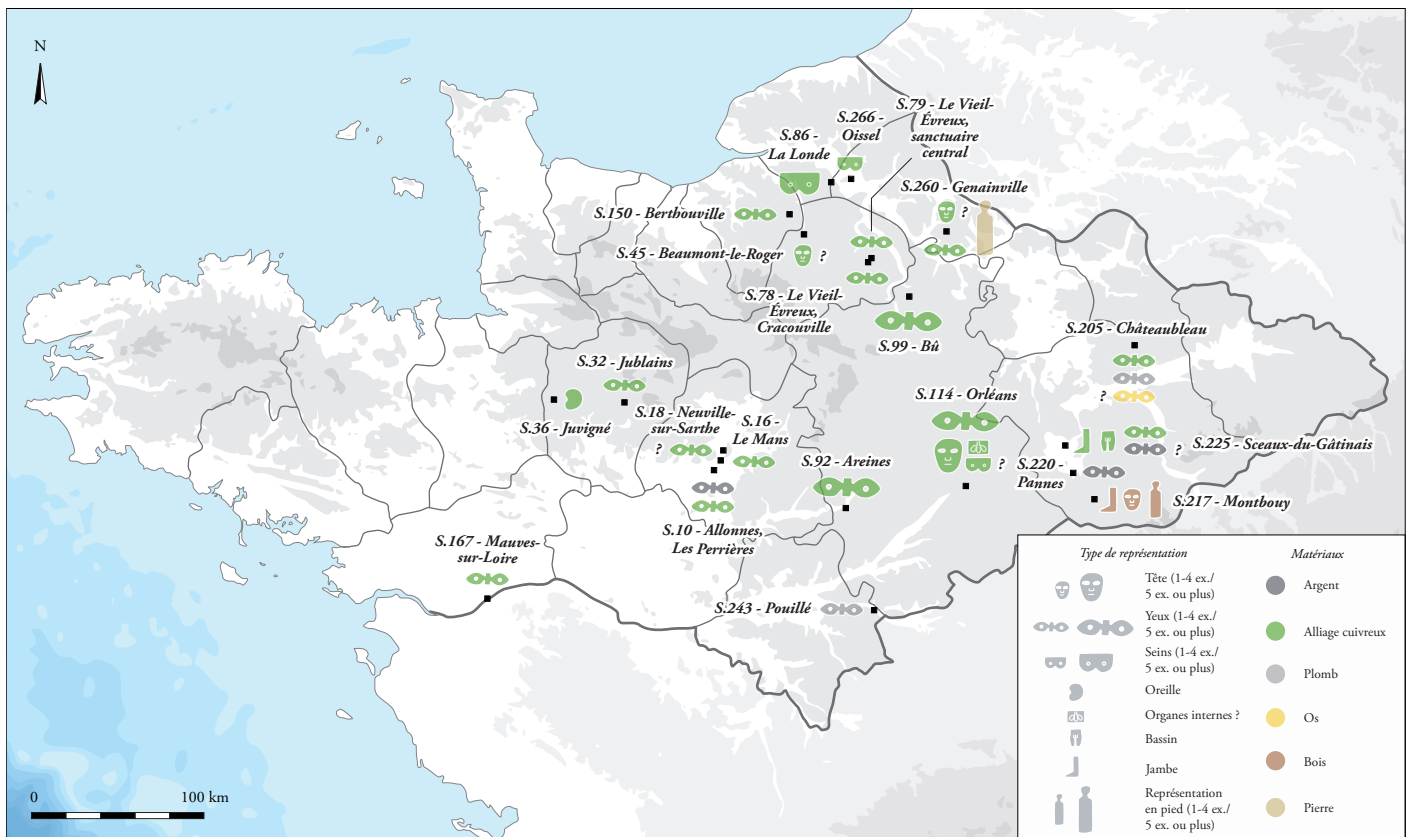 N
S.79 - Le Vieil-
Évreux,
sanctuaire
central
S.266 -
Oissel
S.86 -
La Londe
S.260 - Genainville
?
S.150 - Berthouville
S.45 - Beaumont-le-Roger
?
S.78 - Le Vieil-
Évreux,
Cracouville
S.99 - Bû
S.205 - Châteaubleau
?
S.32 - Jublains
S.36 - Juvigné
S.18 - Neuville-
sur-Sarthe
?
S.16 -
Le Mans
S.114 - Orléans
?
S.92 - Areines
S.225 - Sceaux-du-Gâtinais
?
S.220 -
Pannes
S.217 - Montbouy
S.10 - Allonnes,
Les Perrières
S.167 - Mauves-
sur-Loire
S.243 - Pouillé
0 100 km
Type de représentation
Tête (1-4 ex./
5 ex. ou plus)
Yeux (1-4 ex./
5 ex. ou plus)
Seins (1-4 ex./
5 ex. ou plus)
Oreille
Organes internes ?
Bassin
Jambe
Représentation
en pied (1-4 ex./
5 ex. ou plus)
Matériaux
Argent
Alliage cuivreux
Plomb
Os
Bois
Pierre